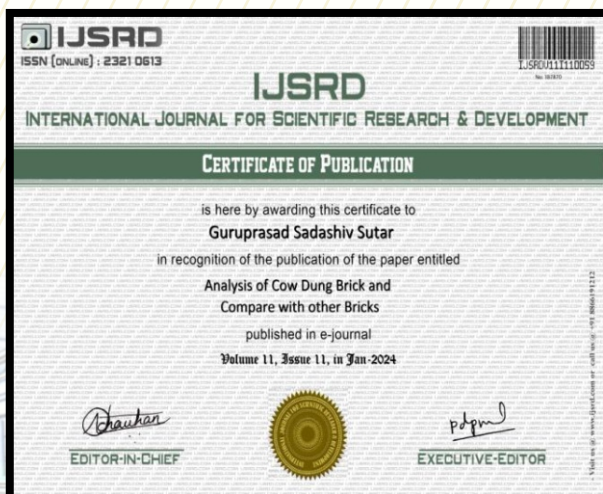 IJSRD
ISSN (ONLINE) : 2321 0613
IJSRDV11I110059
IJSRD
INTERNATIONAL JOURNAL FOR SCIENTIFIC RESEARCH & DEVELOPMENT
CERTIFICATE OF PUBLICATION
is here by awarding this certificate to
Guruprasad Sadashiv Sutar
in recognition of the publication of the paper entitled
Analysis of Cow Dung Brick and
Compare with other Bricks
published in e-journal
Volume 11, Issue 11, in Jan-2024
EDITOR-IN-CHIEF
EXECUTIVE-EDITOR